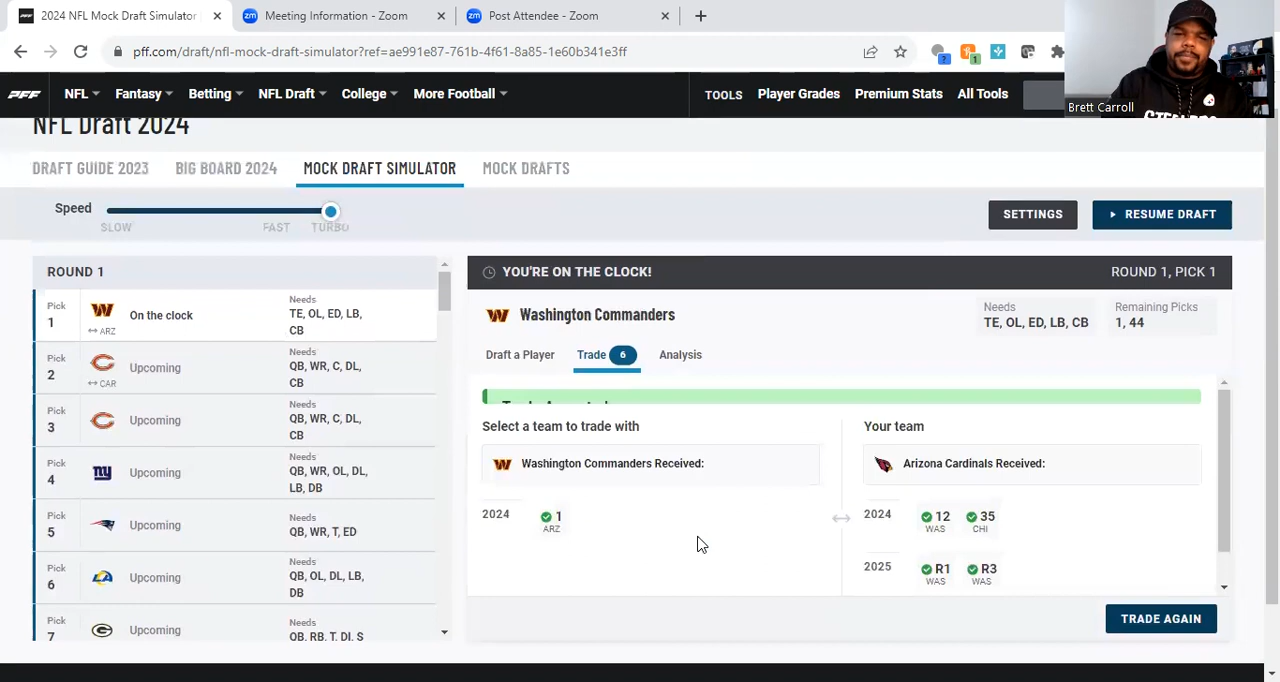 2024 NFL Mock Draft Simulator
Meeting Information - Zoom
Post Attendee - Zoom
pff.com/draft/nfl-mock-draft-simulator?ref=ae991e87-761b-4f61-8a85-1e60b341e3ff
PFF NFL Fantasy Betting NFL Draft College More Football TOOLS Player Grades Premium Stats All Tools
Brett Carroll
NFL Draft 2024
DRAFT GUIDE 2023 BIG BOARD 2024 MOCK DRAFT SIMULATOR MOCK DRAFTS
Speed
SLOW FAST TURBO
SETTINGS
RESUME DRAFT
ROUND 1
Pick 1 On the clock Needs TE, OL, ED, LB, CB
↔ ARZ
Pick 2 Upcoming Needs QB, WR, C, DL, CB
↔ CAR
Pick 3 Upcoming Needs QB, WR, C, DL, CB
Pick 4 Upcoming Needs QB, WR, OL, DL, LB, DB
Pick 5 Upcoming Needs QB, WR, T, ED
Pick 6 Upcoming Needs QB, OL, DL, LB, DB
Pick 7 Upcoming Needs QB, RB, T, DI, S
YOU'RE ON THE CLOCK! ROUND 1, PICK 1
Washington Commanders
Needs
TE, OL, ED, LB, CB
Remaining Picks
1, 44
Draft a Player Trade 6 Analysis
Select a team to trade with
Washington Commanders Received:
2024 1
ARZ
Your team
Arizona Cardinals Received:
2024 12 35
WAS CHI
2025 R1 R3
WAS WAS
TRADE AGAIN